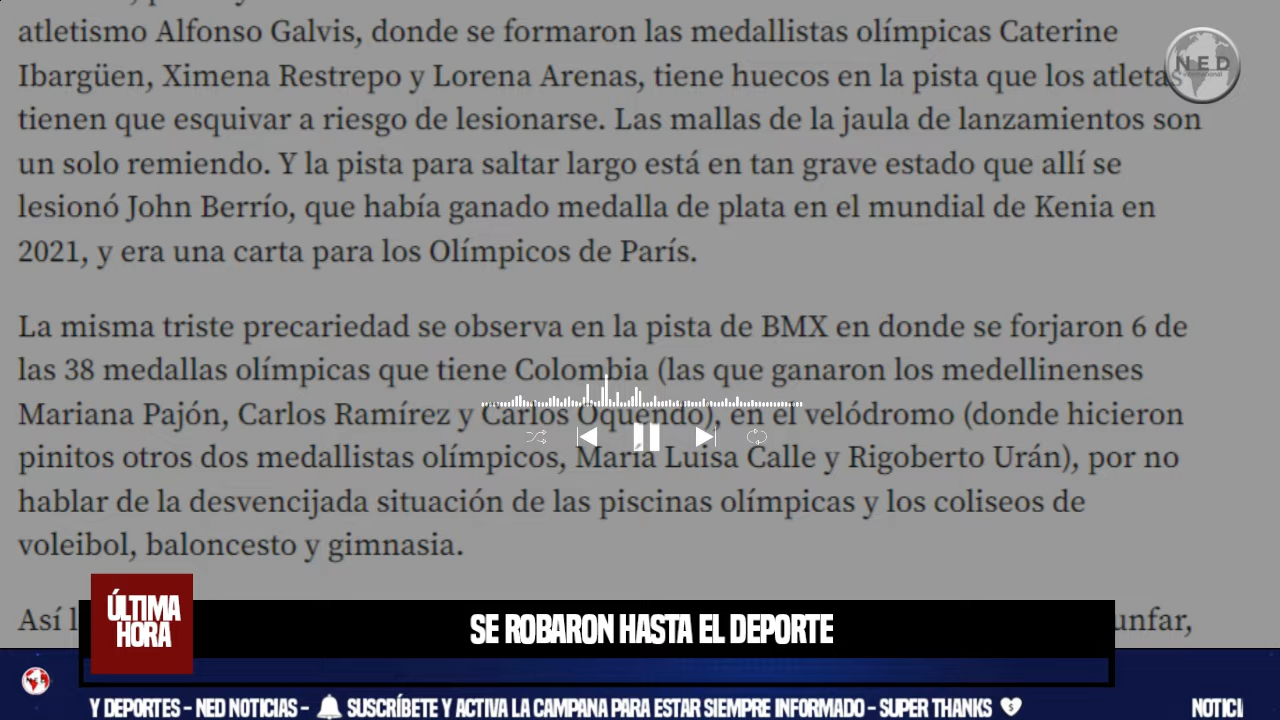 atletismo Alfonso Galvis, donde se formaron las medallistas olímpicas Caterine
Ibargüen, Ximena Restrepo y Lorena Arenas, tiene huecos en la pista que los atletas
tienen que esquivar a riesgo de lesionarse. Las mallas de la jaula de lanzamientos son
un solo remiendo. Y la pista para saltar largo está en tan grave estado que allí se
lesionó John Berrío, que había ganado medalla de plata en el mundial de Kenia en
2021, y era una carta para los Olímpicos de París.
La misma triste precariedad se observa en la pista de BMX en donde se forjaron 6 de
las 38 medallas olímpicas que tiene Colombia (las que ganaron los medellinenses
Mariana Pajón, Carlos Ramírez y Carlos Oquendo), en el velódromo (donde hicieron
pinitos otros dos medallistas olímpicos, María Luisa Calle y Rigoberto Urán), por no
hablar de la desvencijada situación de las piscinas olímpicas y los coliseos de
voleibol, baloncesto y gimnasia.
Así
NED
ÚLTIMA
HORA
SE ROBARON HASTA EL DEPORTE
Y DEPORTES - NED NOTICIAS - SUSCRÍBETE Y ACTIVA LA CAMPANA PARA ESTAR SIEMPRE INFORMADO - SUPER THANKS